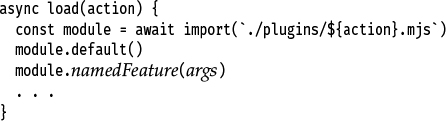 async load(action) {
const module = await import(`./plugins/${action}.mjs`)
module.default()
module.namedFeature(args)
. . .
}